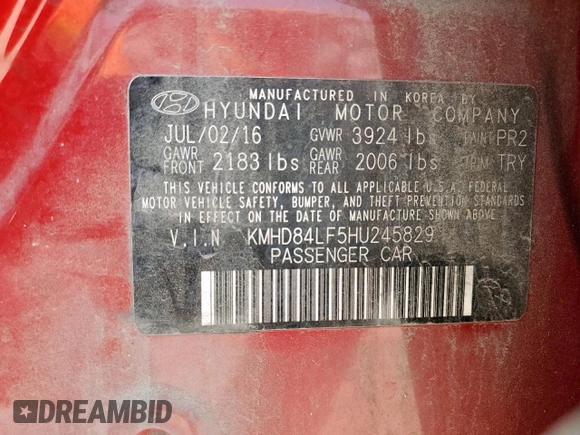 MANUFACTURED IN KOREA BY
HYUNDAI MOTOR COMPANY
JUL/02/16 GVWR 3924 lbs PAINT PR2
GAWR FRONT 2183 lbs GAWR REAR 2006 lbs TRIM TRY
THIS VEHICLE CONFORMS TO ALL APPLICABLE U.S.A. FEDERAL
MOTOR VEHICLE SAFETY, BUMPER, AND THEFT PREVENTION STANDARDS
IN EFFECT ON THE DATE OF MANUFACTURE SHOWN ABOVE
V.I.N KMHD84LF5HU245829
PASSENGER CAR
DREAMBID